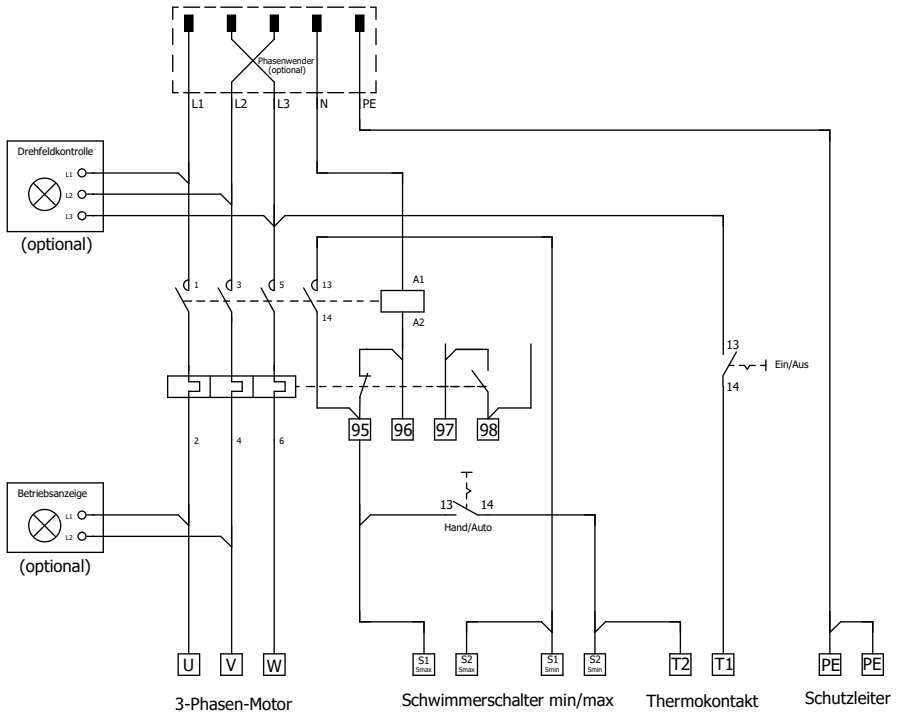 Phasenwender
(optional)
L1 L2 L3 N PE
Drehfeldkontrolle
L1
L2
L3
(optional)
1 3 5 13
14
A1
A2
13
14
Ein/Aus
95 96 97 98
2 4 6
Betriebsanzeige
L1
L2
(optional)
13 14
Hand/Auto
U V W
S1
Smax
S2
Smax
S1
Smin
S2
Smin
T2 T1
PE PE
3-Phasen-Motor
Schwimmerschalter min/max
Thermokontakt
Schutzleiter